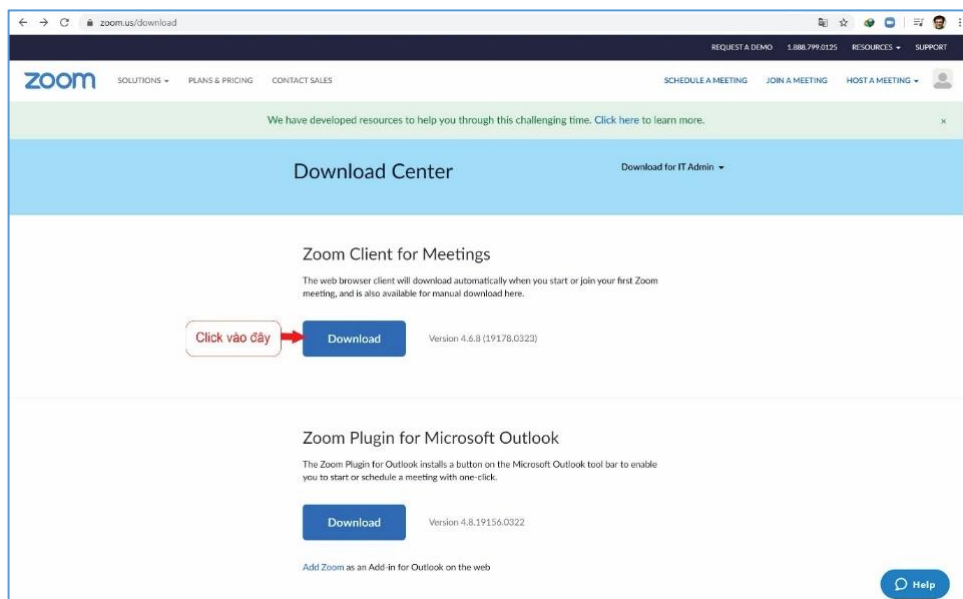 zoom.us/download
REQUEST A DEMO 1.888.799.0125 RESOURCES SUPPORT
zoom SOLUTIONS PLANS & PRICING CONTACT SALES SCHEDULE A MEETING JOIN A MEETING HOST A MEETING
We have developed resources to help you through this challenging time. Click here to learn more. ×
Download Center Download for IT Admin
Zoom Client for Meetings
The web browser client will download automatically when you start or join your first Zoom
meeting, and is also available for manual download here.
Click vào đây Download Version 4.6.8 (19178.0323)
Zoom Plugin for Microsoft Outlook
The Zoom Plugin for Outlook installs a button on the Microsoft Outlook tool bar to enable
you to start or schedule a meeting with one-click.
Download Version 4.8.19156.0322
Add Zoom as an Add-in for Outlook on the web
Help